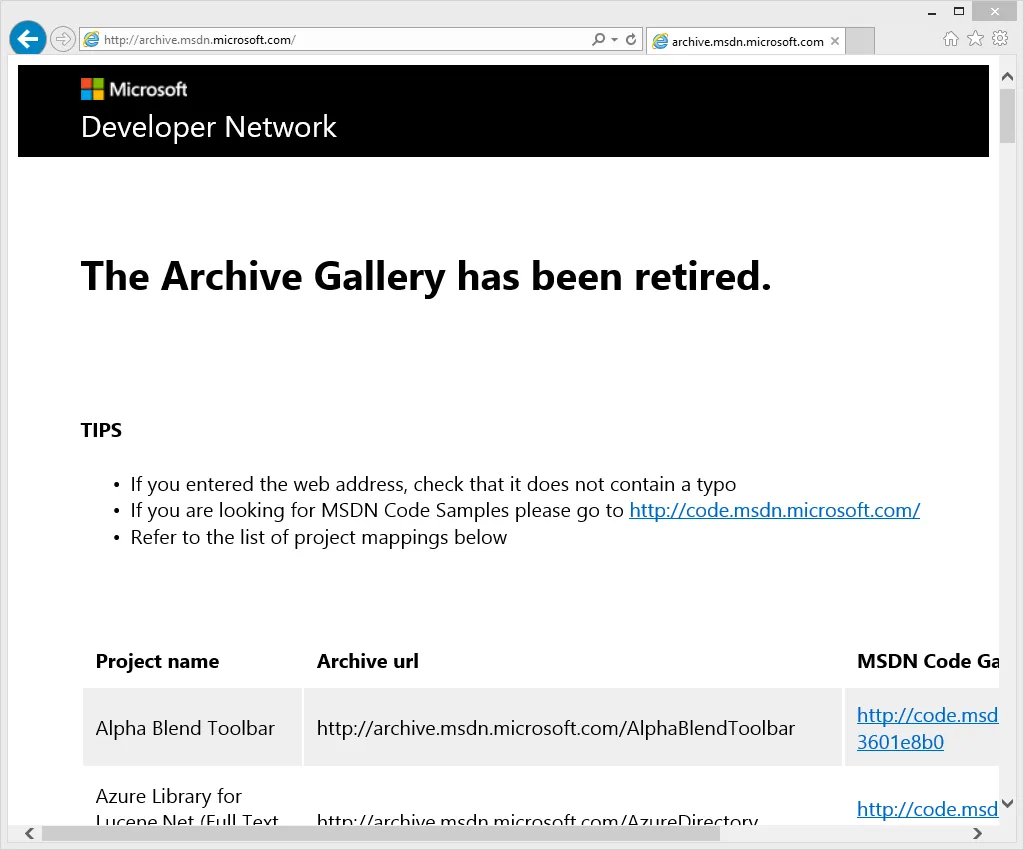 http://archive.msdn.microsoft.com/
archive.msdn.microsoft.com
Microsoft
Developer Network
The Archive Gallery has been retired.
TIPS
• If you entered the web address, check that it does not contain a typo
• If you are looking for MSDN Code Samples please go to http://code.msdn.microsoft.com/
• Refer to the list of project mappings below
Project name Archive url MSDN Code Ga
Alpha Blend Toolbar http://archive.msdn.microsoft.com/AlphaBlendToolbar http://code.msd
3601e8b0
Azure Library for
Lucene.Net (Full Text http://archive.msdn.microsoft.com/AzureDirectory http://code.msd